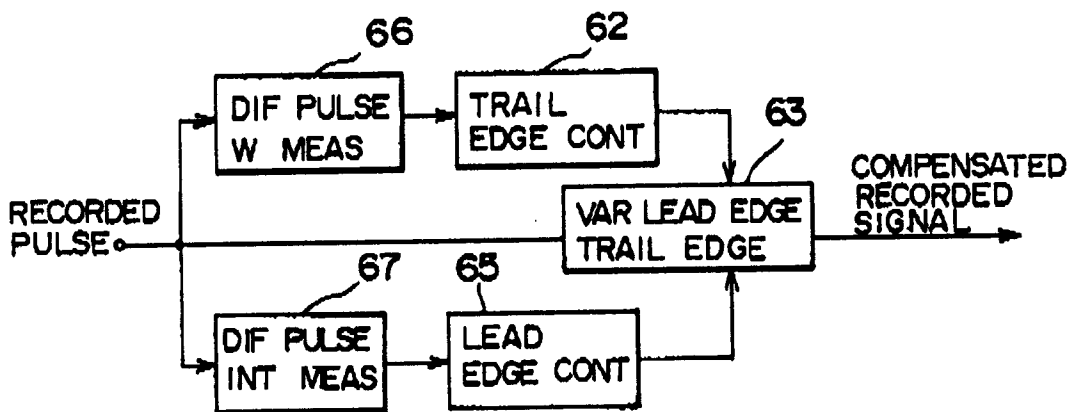 66
62
DIF PULSE
W MEAS
TRAIL
EDGE CONT
63
RECORDED
PULSE
VAR LEAD EDGE
TRAIL EDGE
COMPENSATED
RECORDED
SIGNAL
67
65
DIF PULSE
INT MEAS
LEAD
EDGE CONT